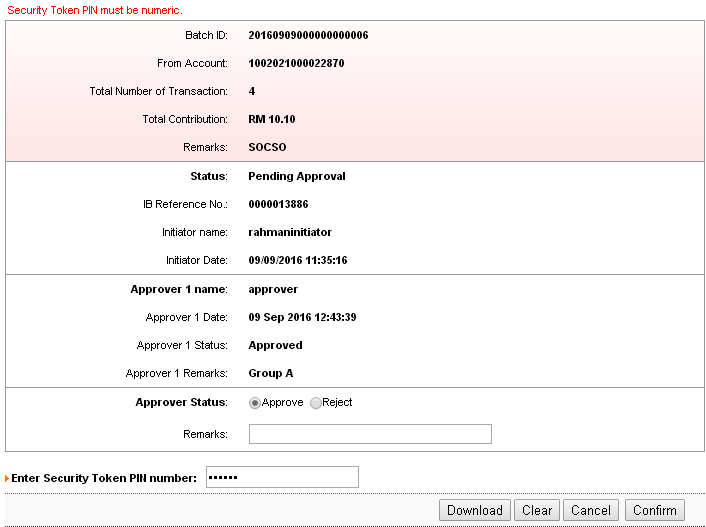 Security Token PIN must be numeric.
Batch ID: 20160909000000000006
From Account: 1002021000022870
Total Number of Transaction: 4
Total Contribution: RM 10.10
Remarks: SOCSO
Status: Pending Approval
IB Reference No.: 0000013886
Initiator name: rahmaninitiator
Initiator Date: 09/09/2016 11:35:16
Approver 1 name: approver
Approver 1 Date: 09 Sep 2016 12:43:39
Approver 1 Status: Approved
Approver 1 Remarks: Group A
Approver Status: Approve Reject
Remarks:
Enter Security Token PIN number: ••••••
Download Clear Cancel Confirm